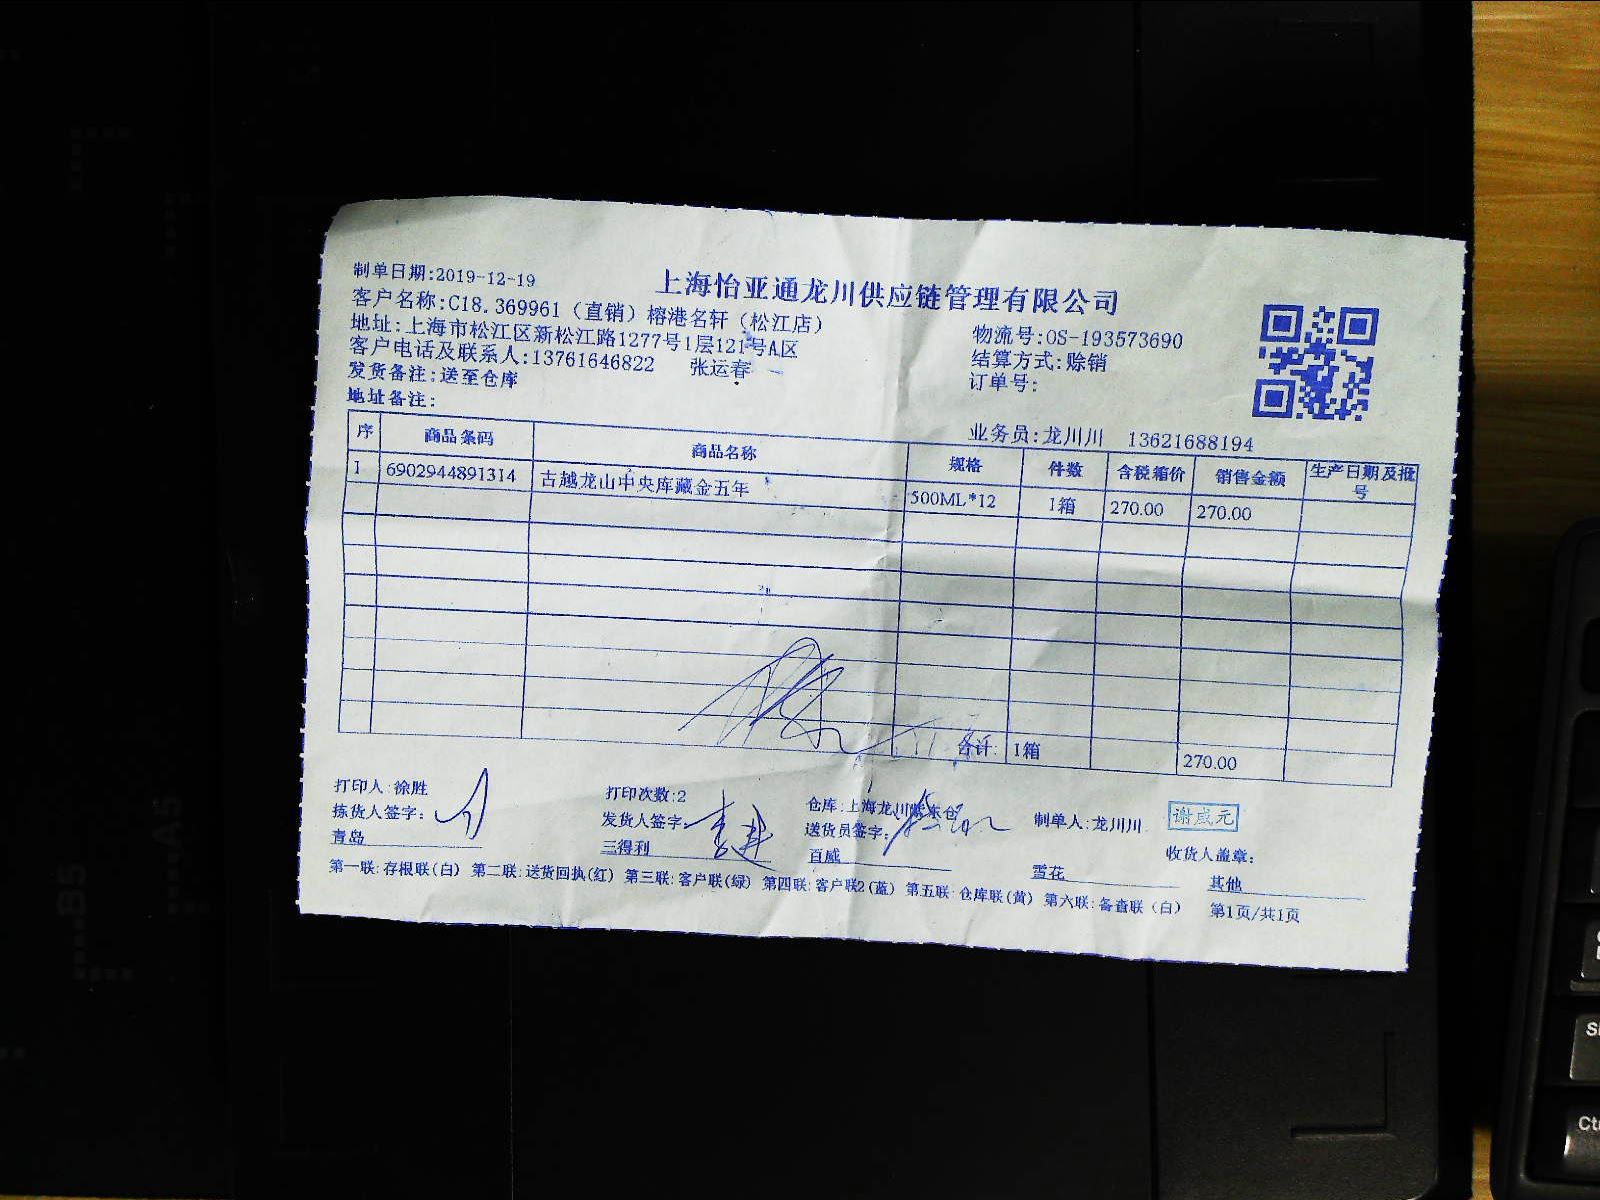 上海怡亚通龙川供应链管理有限公司
制单日期:2019-12-19
客户名称:C18.369961（直销）榕港名轩（松江店）
地址:上海市松江区新松江路1277号1层121号A区
客户电话及联系人:13761646822 张运春
发货备注:送至仓库
地址备注:
物流号:OS-193573690
结算方式:赊销
订单号:
业务员:龙川川 13621688194
序 商品条码 商品名称 规格 件数 含税箱价 销售金额 生产日期及批号
1 6902944891314 古越龙山中央库藏金五年 500ML*12 1箱 270.00 270.00
合计: 1箱 270.00
打印人:徐胜 打印次数:2 仓库:上海龙川 东仓 制单人:龙川川 谢威元
拣货人签字: 发货人签字: 送货员签字: 收货人盖章:
青岛 三得利 百威 雪花 其他
第一联:存根联(白) 第二联:送货回执(红) 第三联:客户联(绿) 第四联:客户联2(蓝) 第五联:仓库联(黄) 第六联:备查联(白) 第1页/共1页
B5
A5
Ctr